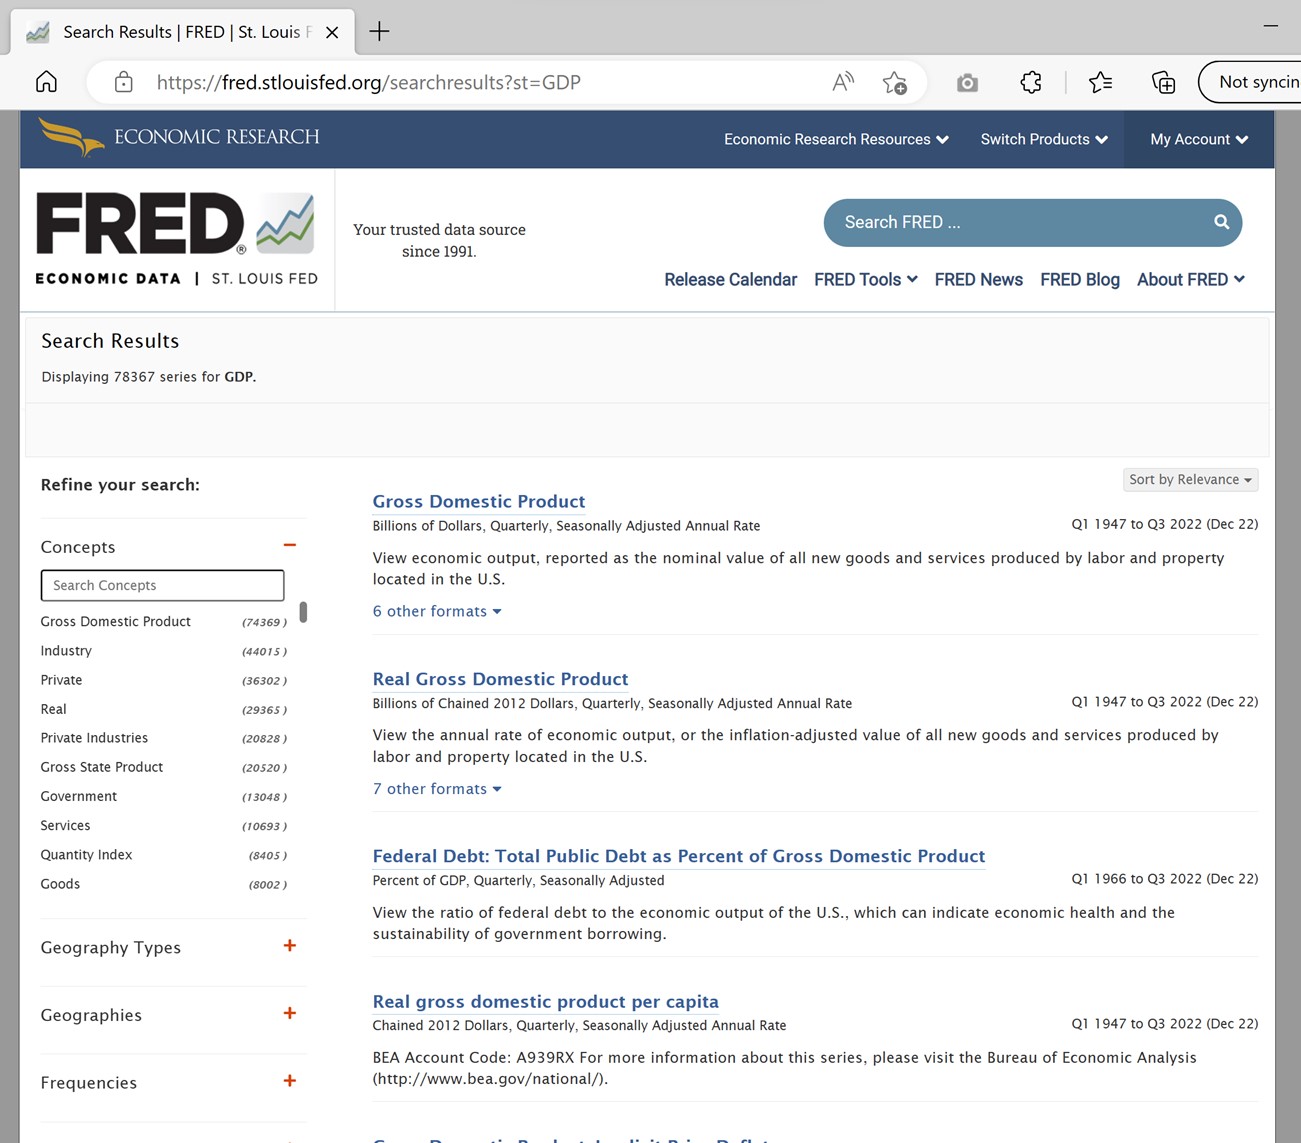 Search Results | FRED | St. Louis F
https://fred.stlouisfed.org/searchresults?st=GDP
Not syncin
ECONOMIC RESEARCH
Economic Research Resources
Switch Products
My Account
FRED®
ECONOMIC DATA | ST. LOUIS FED
Your trusted data source
since 1991.
Search FRED ...
Release Calendar
FRED Tools
FRED News
FRED Blog
About FRED
Search Results
Displaying 78367 series for GDP.
Refine your search:
Concepts
Search Concepts
Gross Domestic Product (74369 )
Industry (44015 )
Private (36302 )
Real (29365 )
Private Industries (20828 )
Gross State Product (20520 )
Government (13048 )
Services (10693 )
Quantity Index (8405 )
Goods (8002 )
Geography Types
Geographies
Frequencies
Sort by Relevance
Gross Domestic Product
Billions of Dollars, Quarterly, Seasonally Adjusted Annual Rate
Q1 1947 to Q3 2022 (Dec 22)
View economic output, reported as the nominal value of all new goods and services produced by labor and property
located in the U.S.
6 other formats
Real Gross Domestic Product
Billions of Chained 2012 Dollars, Quarterly, Seasonally Adjusted Annual Rate
Q1 1947 to Q3 2022 (Dec 22)
View the annual rate of economic output, or the inflation-adjusted value of all new goods and services produced by
labor and property located in the U.S.
7 other formats
Federal Debt: Total Public Debt as Percent of Gross Domestic Product
Percent of GDP, Quarterly, Seasonally Adjusted
Q1 1966 to Q3 2022 (Dec 22)
View the ratio of federal debt to the economic output of the U.S., which can indicate economic health and the
sustainability of government borrowing.
Real gross domestic product per capita
Chained 2012 Dollars, Quarterly, Seasonally Adjusted Annual Rate
Q1 1947 to Q3 2022 (Dec 22)
BEA Account Code: A939RX For more information about this series, please visit the Bureau of Economic Analysis
(http://www.bea.gov/national/).